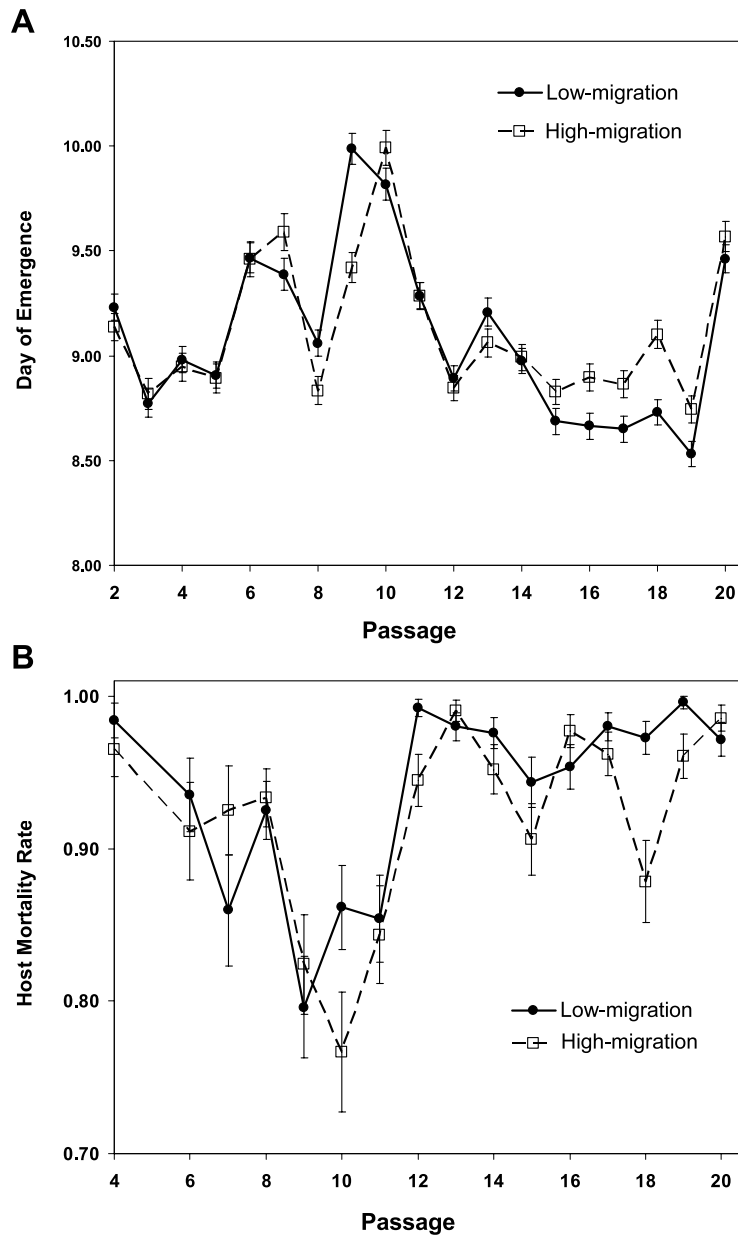 A
10.50
10.00
9.50
9.00
8.50
8.00
Day of Emergence
Low-migration
High-migration
2 4 6 8 10 12 14 16 18 20
Passage
B
1.00
0.90
0.80
0.70
Host Mortality Rate
Low-migration
High-migration
4 6 8 10 12 14 16 18 20
Passage